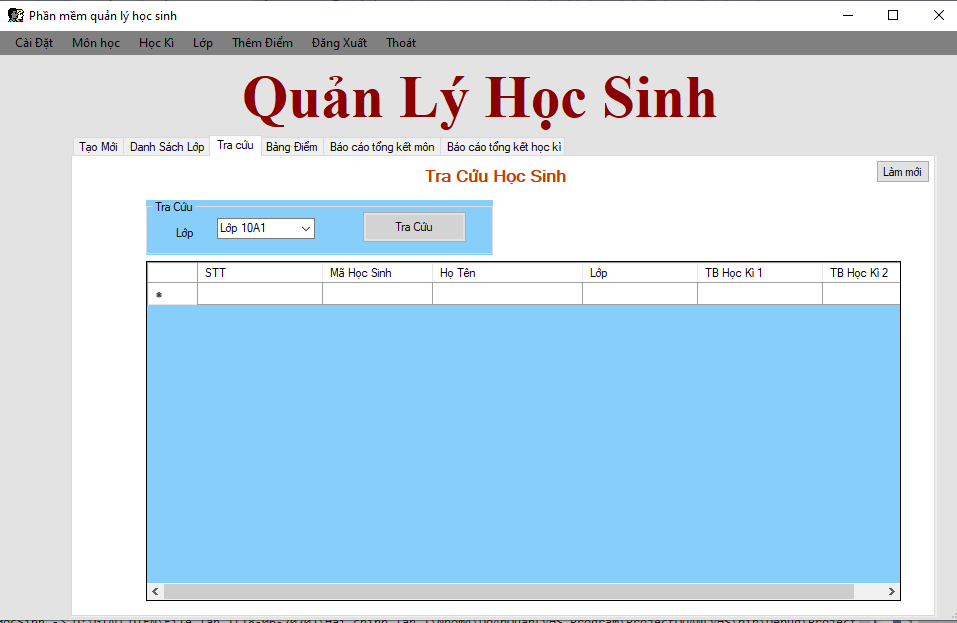 Phần mềm quản lý học sinh
Cài Đặt Môn học Học Kì Lớp Thêm Điểm Đăng Xuất Thoát
Quản Lý Học Sinh
Tạo Mới Danh Sách Lớp Tra cứu Bảng Điểm Báo cáo tổng kết môn Báo cáo tổng kết học kì
Tra Cứu Học Sinh
Làm mới
Tra Cứu
Lớp Lớp 10A1 Tra Cứu
STT Mã Học Sinh Họ Tên Lớp TB Học Kì 1 TB Học Kì 2